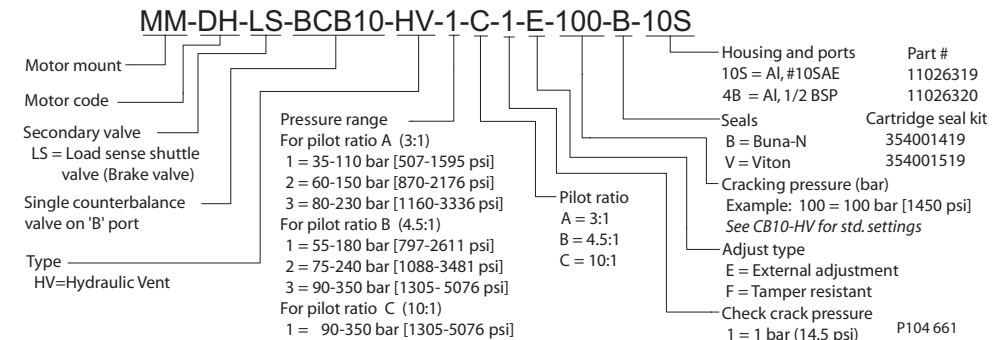 MM-DH-LS-BCB10-HV-1-C-1-E-100-B-10S
Motor mount
Motor code
Secondary valve
LS = Load sense shuttle
valve (Brake valve)
Single counterbalance
valve on 'B' port
Type
HV=Hydraulic Vent
Pressure range
For pilot ratio A (3:1)
1 = 35-110 bar [507-1595 psi]
2 = 60-150 bar [870-2176 psi]
3 = 80-230 bar [1160-3336 psi]
For pilot ratio B (4.5:1)
1 = 55-180 bar [797-2611 psi]
2 = 75-240 bar [1088-3481 psi]
3 = 90-350 bar [1305- 5076 psi]
For pilot ratio C (10:1)
1 = 90-350 bar [1305-5076 psi]
Pilot ratio
A = 3:1
B = 4.5:1
C = 10:1
Housing and ports Part #
10S = Al, #10SAE 11026319
4B = Al, 1/2 BSP 11026320
Seals Cartridge seal kit
B = Buna-N 354001419
V = Viton 354001519
Cracking pressure (bar)
Example: 100 = 100 bar [1450 psi]
See CB10-HV for std. settings
Adjust type
E = External adjustment
F = Tamper resistant
Check crack pressure
1 = 1 bar (14.5 psi) P104 661